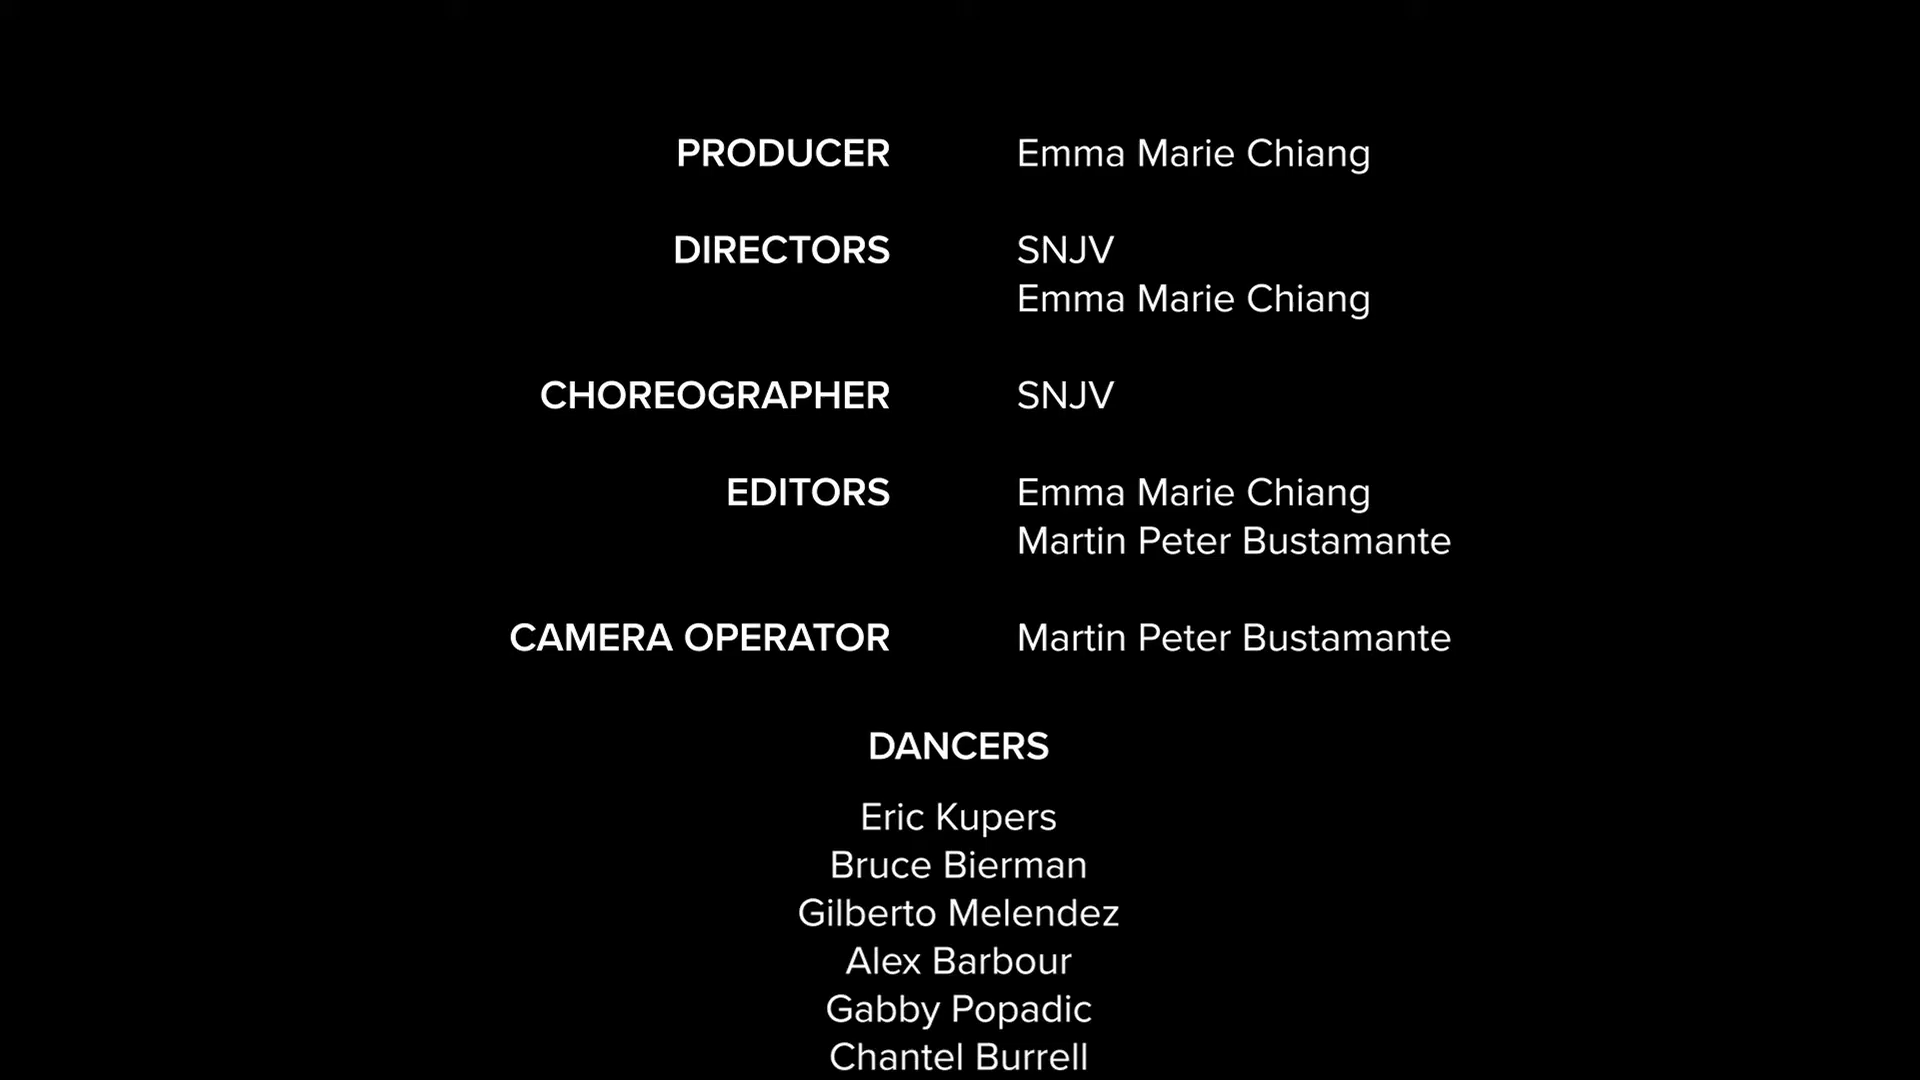 PRODUCER Emma Marie Chiang
DIRECTORS SNJV
Emma Marie Chiang
CHOREOGRAPHER SNJV
EDITORS Emma Marie Chiang
Martin Peter Bustamante
CAMERA OPERATOR Martin Peter Bustamante
DANCERS
Eric Kupers
Bruce Bierman
Gilberto Melendez
Alex Barbour
Gabby Popadic
Chantel Burrell